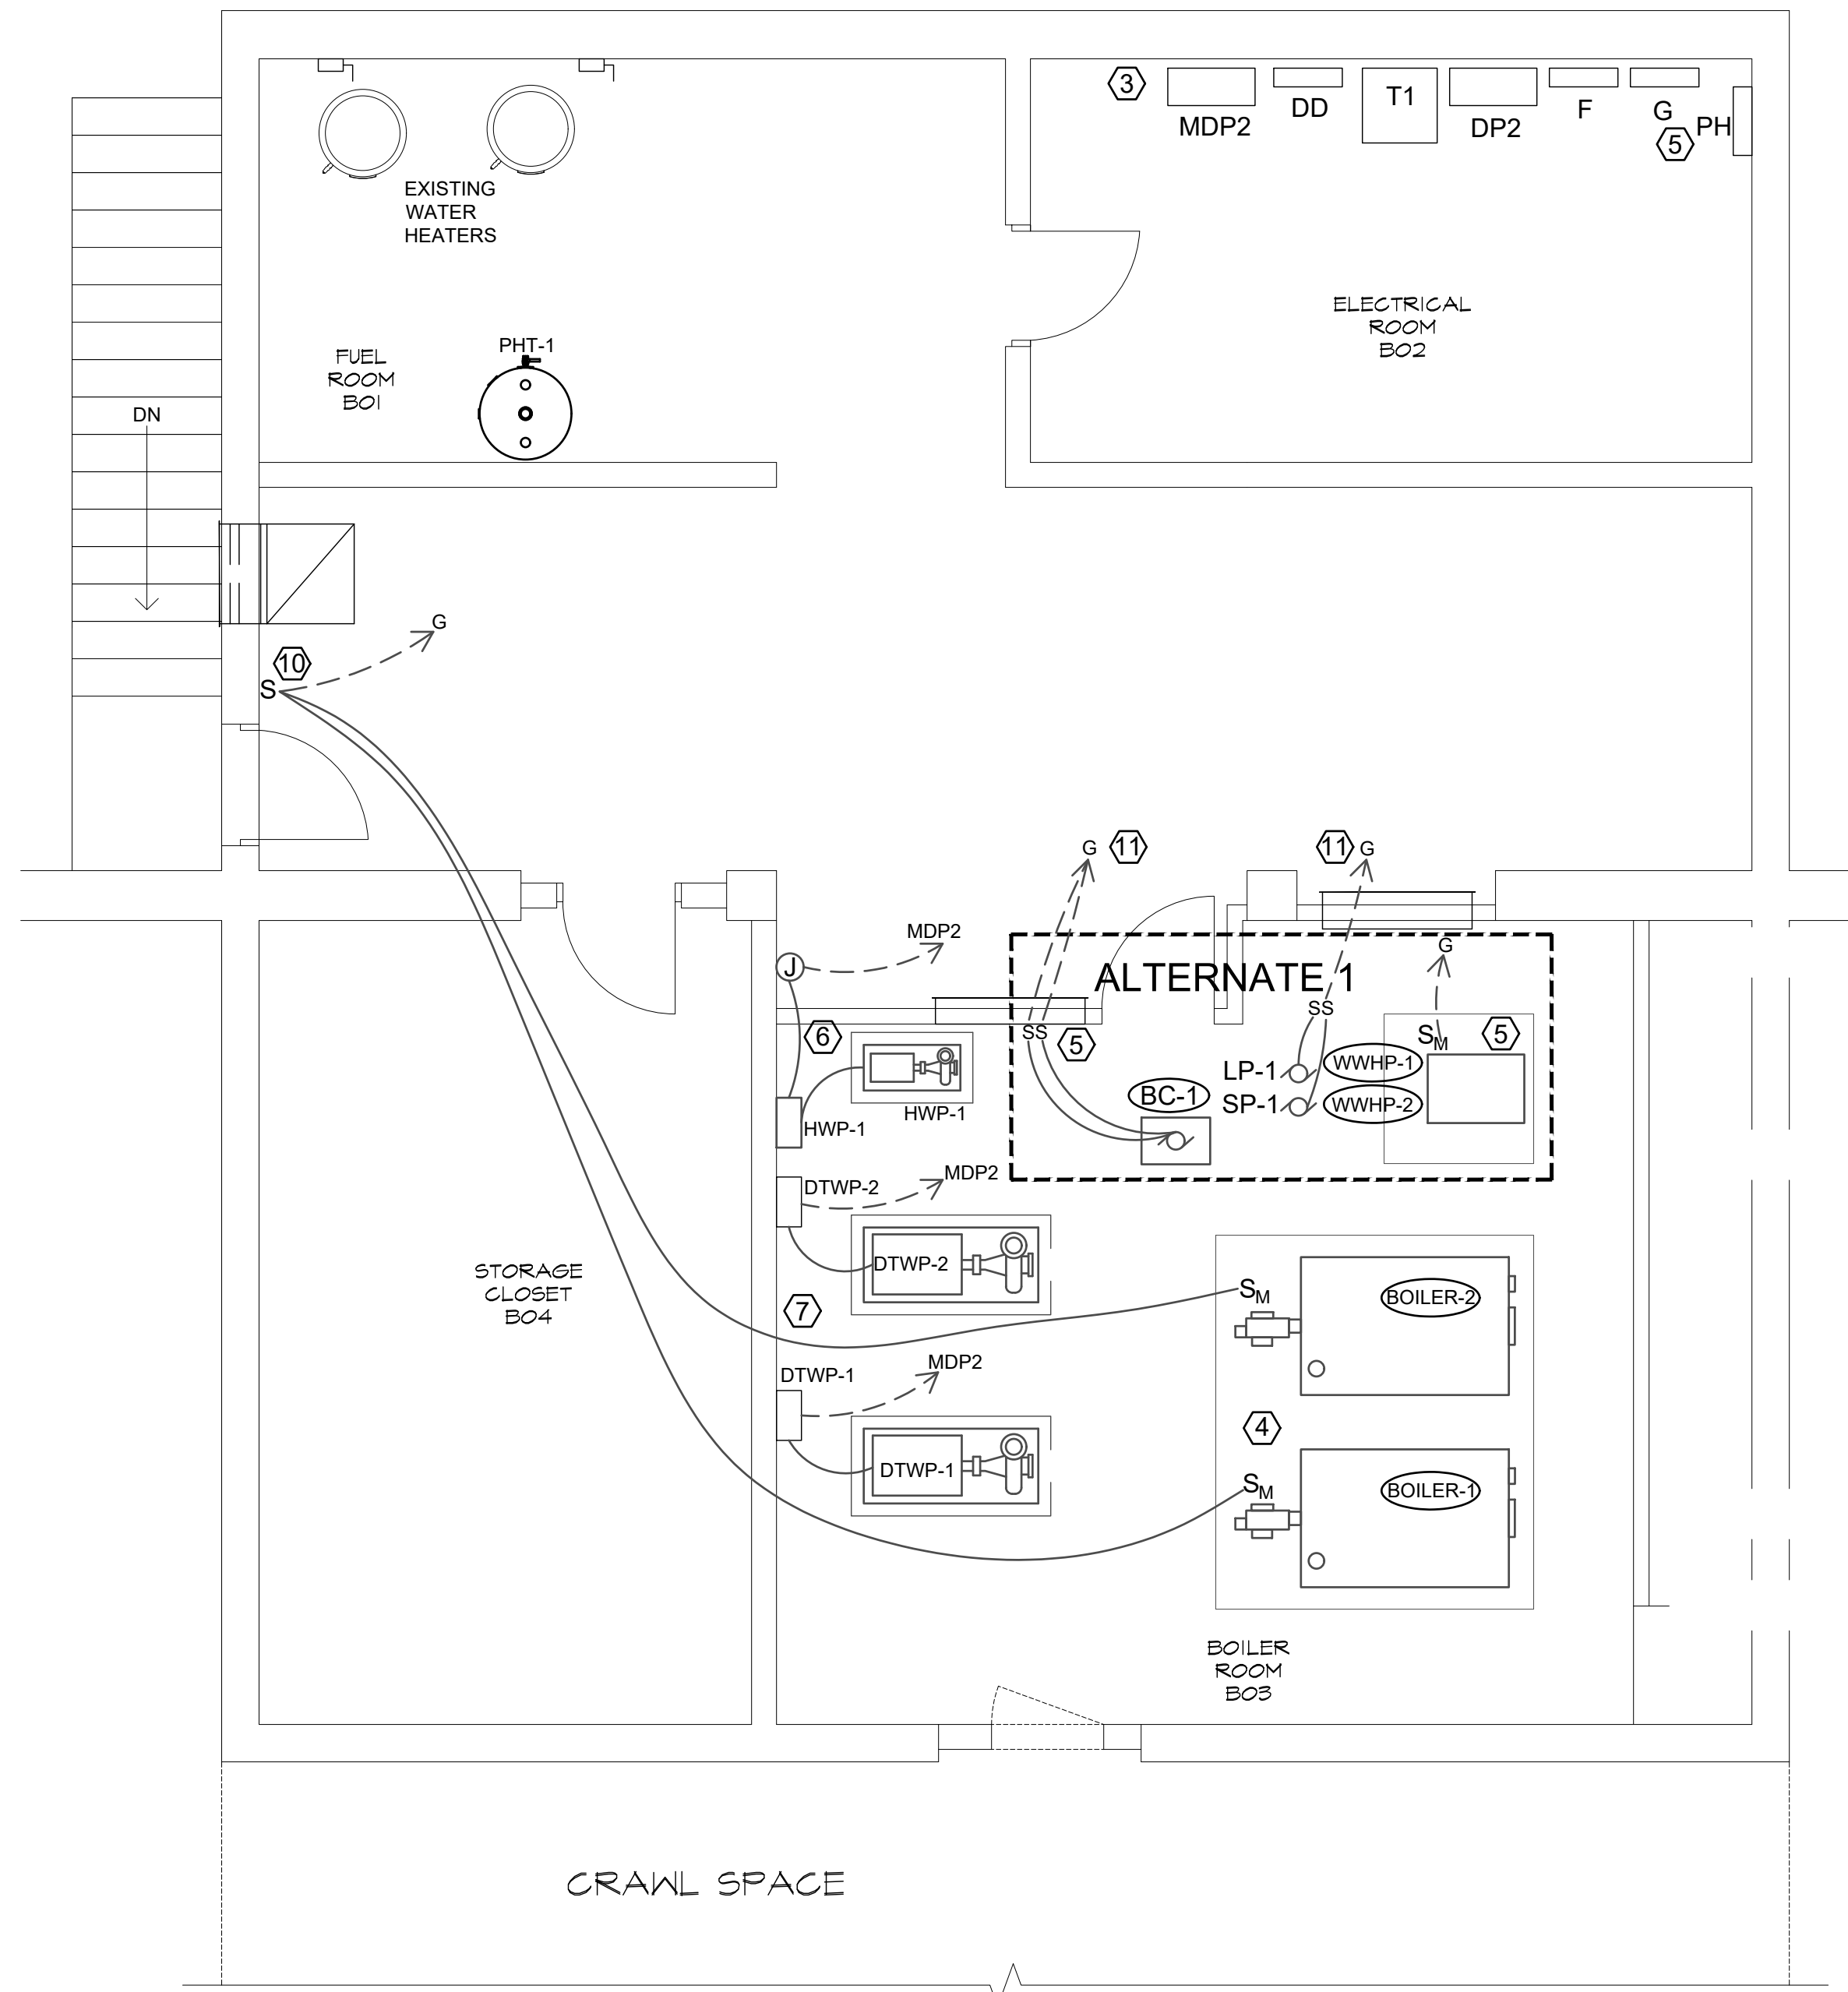 3
MDP2
DD
T1
DP2
F
G
5
PH
EXISTING
WATER
HEATERS
ELECTRICAL
ROOM
B02
PHT-1
FUEL
ROOM
B01
DN
G
10
S
G
11
11
G
MDP2
J
ALTERNATE 1
G
6
SS
5
SS
SM
5
LP-1
WWHP-1
BC-1
SP-1
WWHP-2
HWP-1
HWP-1
DTWP-2
MDP2
DTWP-2
STORAGE
CLOSET
B04
7
SM
BOILER-2
DTWP-1
MDP2
4
DTWP-1
SM
BOILER-1
BOILER
ROOM
B03
CRAWL SPACE